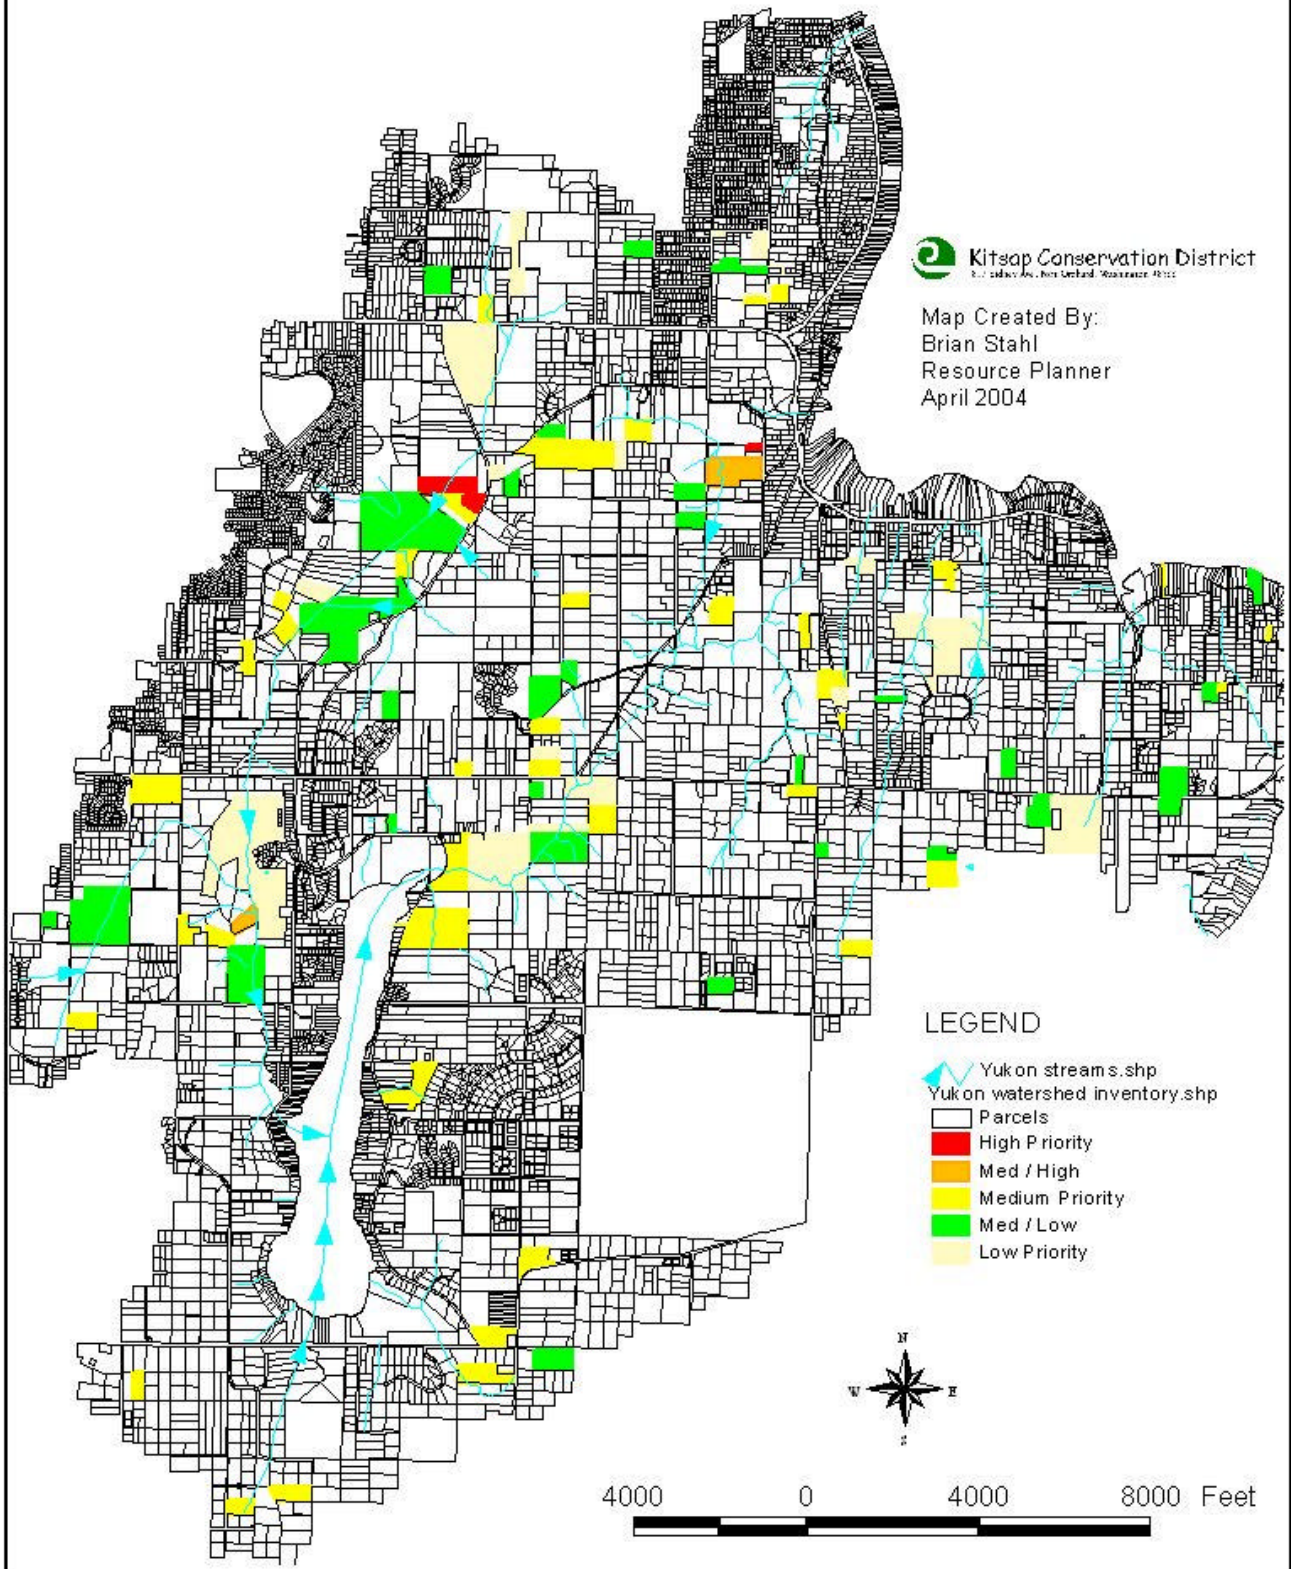 Kitsap Conservation District
Map Created By:
Brian Stahl
Resource Planner
April 2004
LEGEND
Yukon streams.shp
Yukon watershed inventory.shp
Parcels
High Priority
Med / High
Medium Priority
Med / Low
Low Priority
N
W E
S
4000 0 4000 8000 Feet